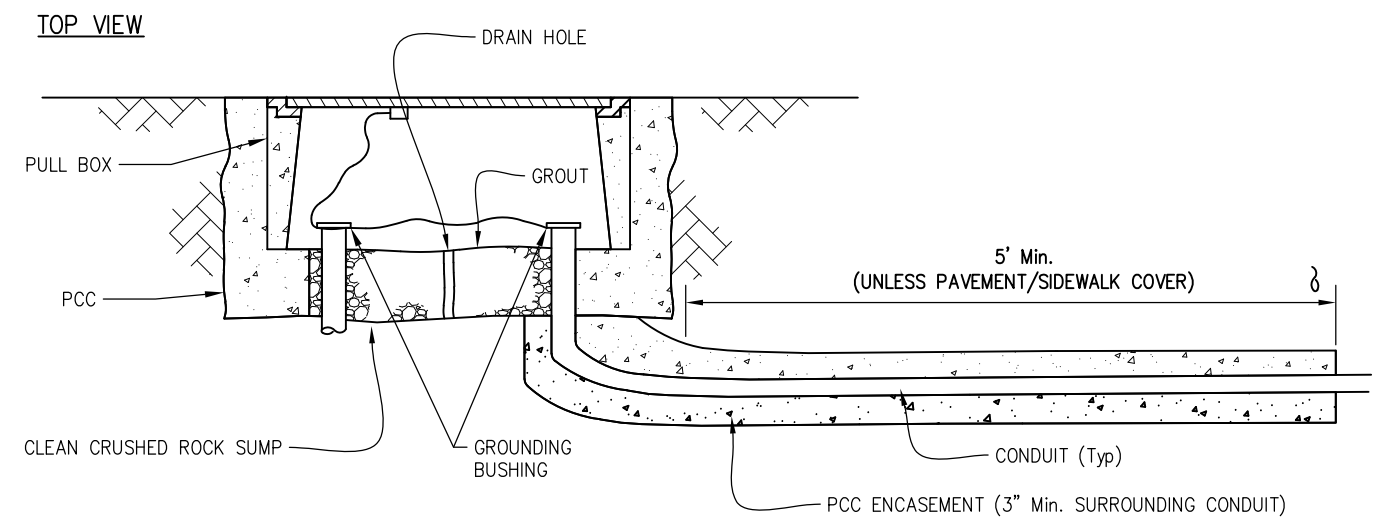 TOP VIEW
DRAIN HOLE
PULL BOX
GROUT
5' Min.
(UNLESS PAVEMENT/SIDEWALK COVER)
PCC
CLEAN CRUSHED ROCK SUMP
GROUNDING
BUSHING
CONDUIT (Typ)
PCC ENCASEMENT (3" Min. SURROUNDING CONDUIT)